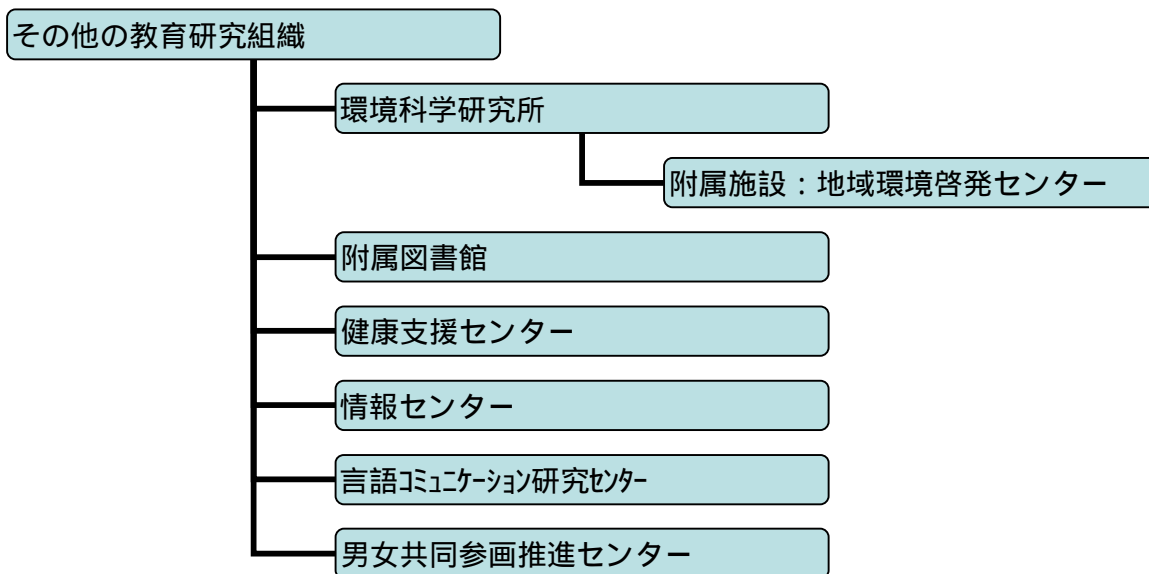 その他の教育研究組織
環境科学研究所
附属施設：地域環境啓発センター
附属図書館
健康支援センター
情報センター
言語ｺﾐｭﾆｹｰｼｮﾝ研究ｾﾝﾀｰ
男女共同参画推進センター